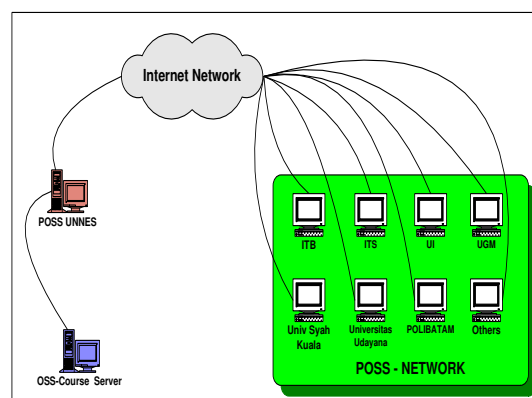 Internet Network
POSS UNNES
OSS-Course Server
ITB
ITS
UI
UGM
Univ Syah
Kuala
Universitas
Udayana
POLIBATAM
Others
POSS - NETWORK